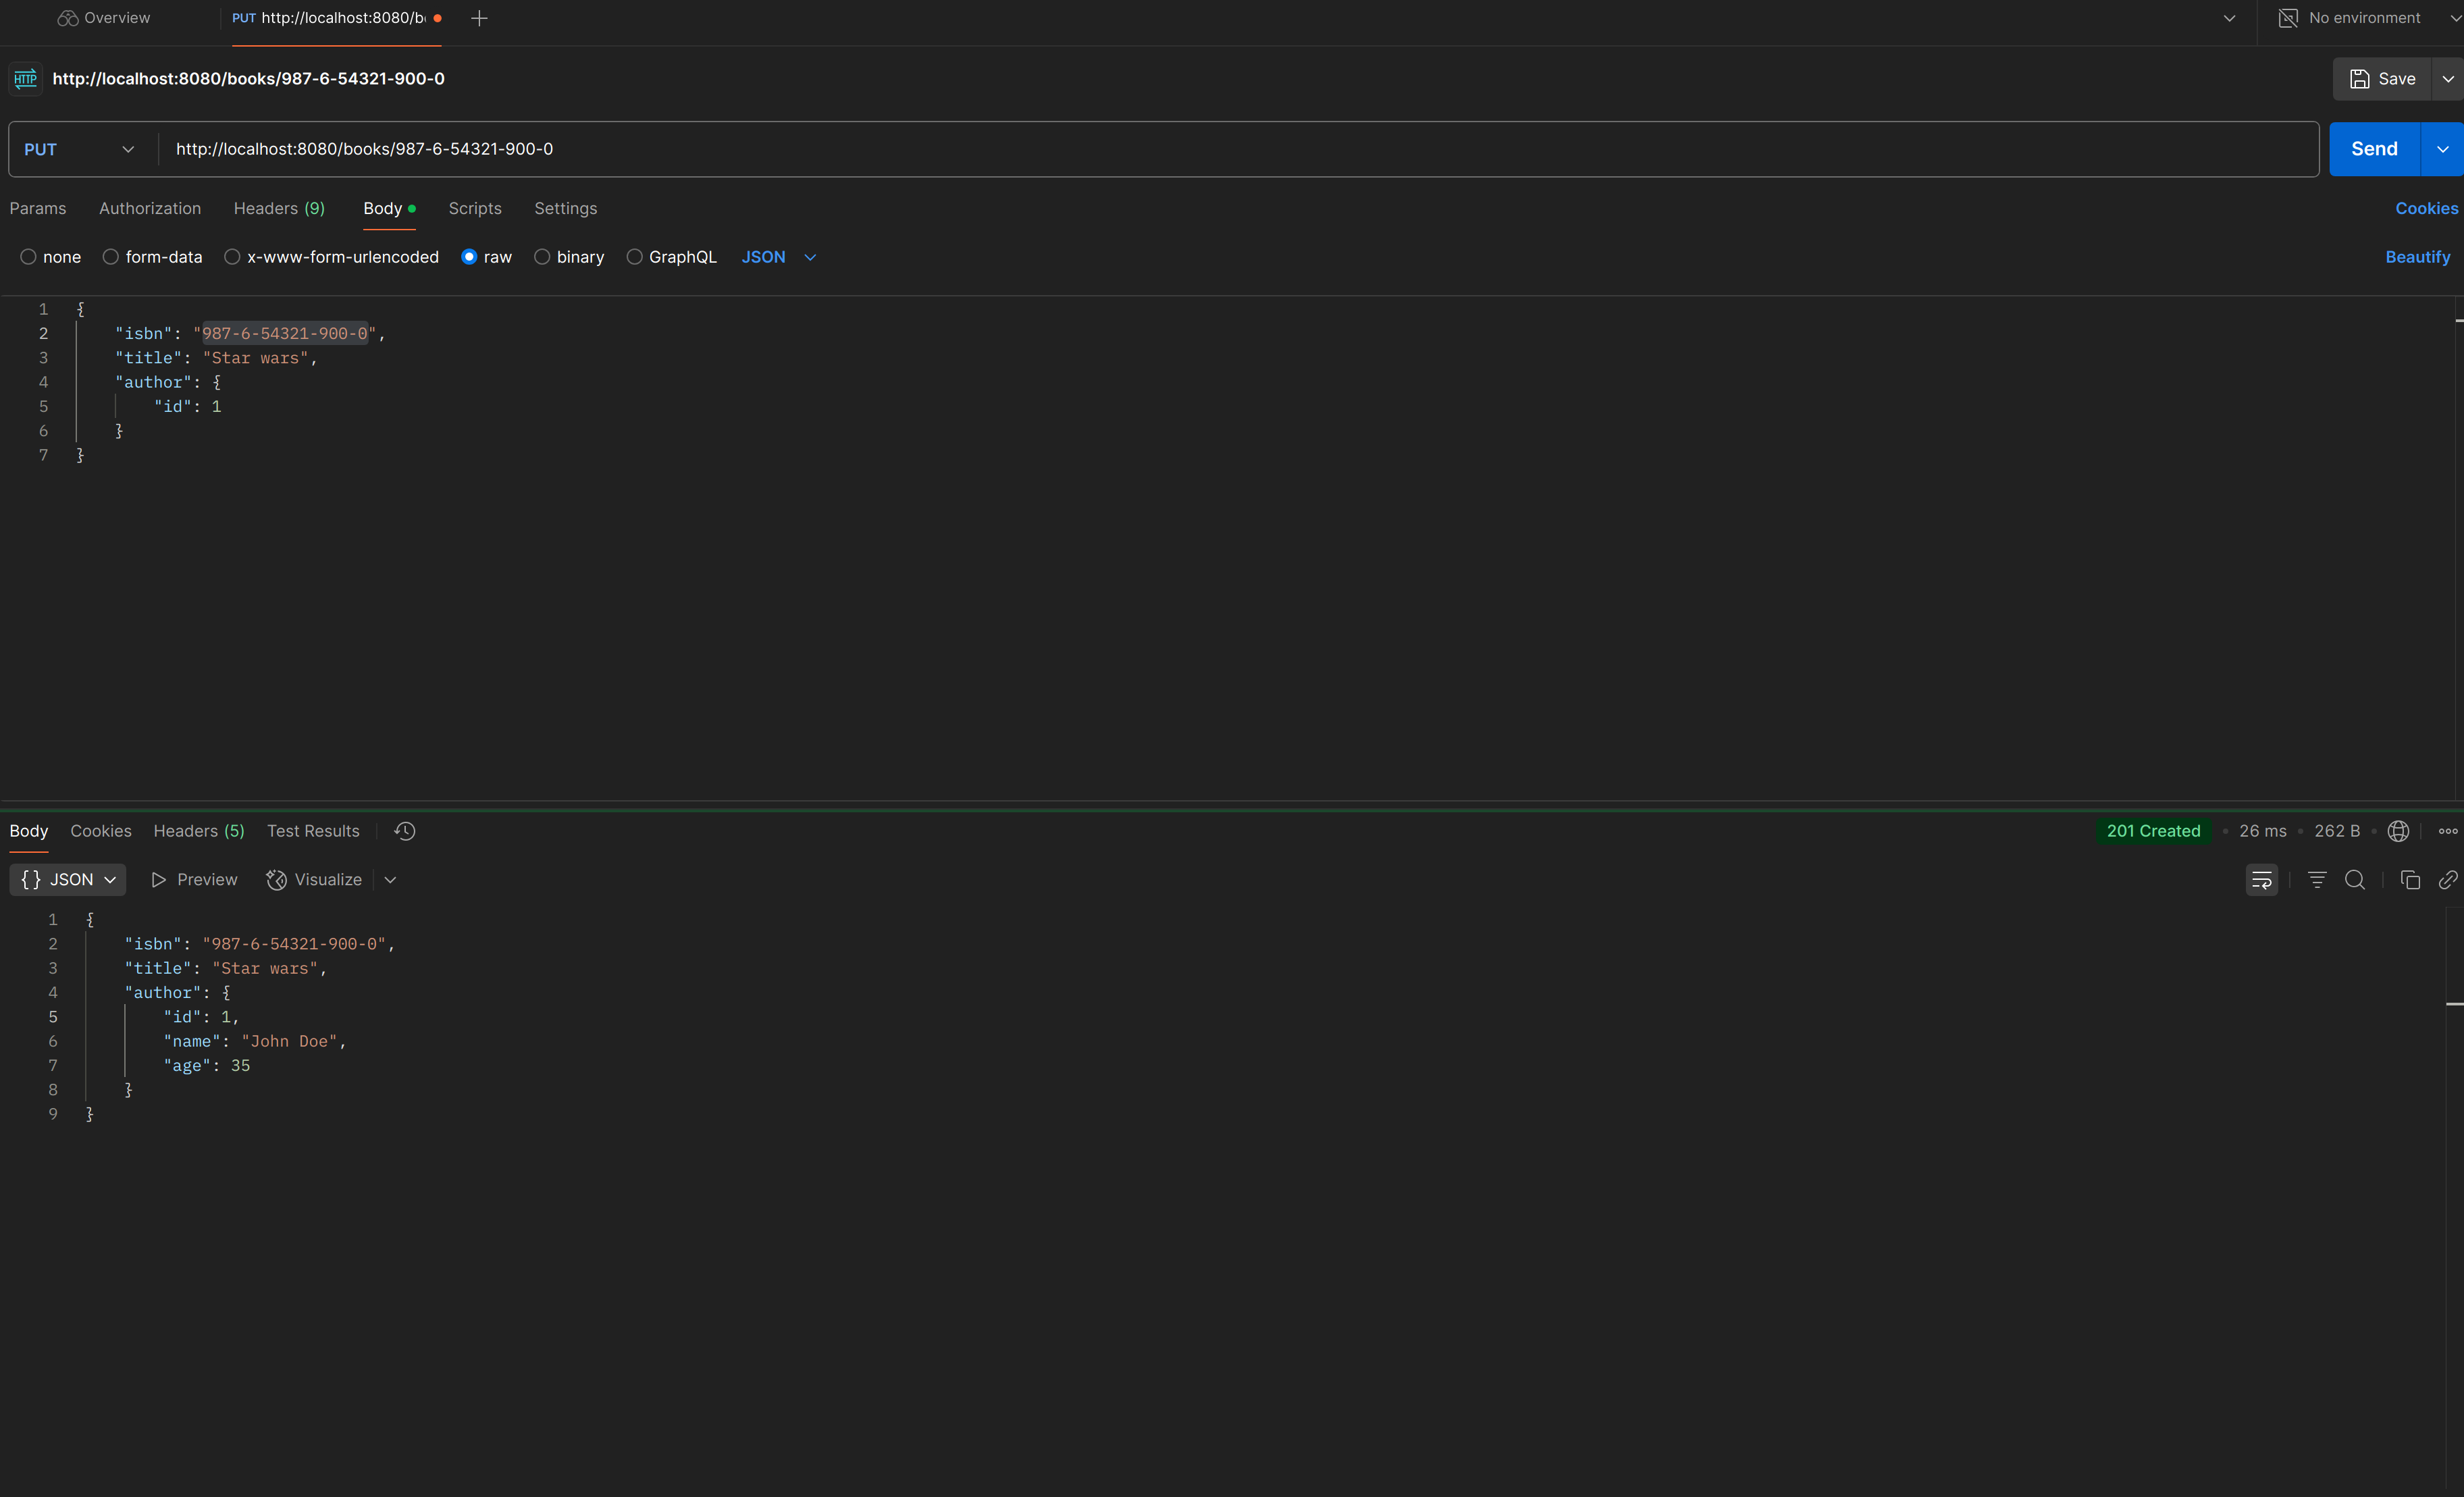 Overview
PUT http://localhost:8080/b
No environment
HTTP http://localhost:8080/books/987-6-54321-900-0
Save
PUT http://localhost:8080/books/987-6-54321-900-0
Send
Params Authorization Headers (9) Body Scripts Settings Cookies
none form-data x-www-form-urlencoded raw binary GraphQL JSON Beautify
1 {
2 "isbn": "987-6-54321-900-0",
3 "title": "Star wars",
4 "author": {
5 "id": 1
6 }
7 }
Body Cookies Headers (5) Test Results 201 Created • 26 ms • 262 B
{} JSON Preview Visualize
1 {
2 "isbn": "987-6-54321-900-0",
3 "title": "Star wars",
4 "author": {
5 "id": 1,
6 "name": "John Doe",
7 "age": 35
8 }
9 }